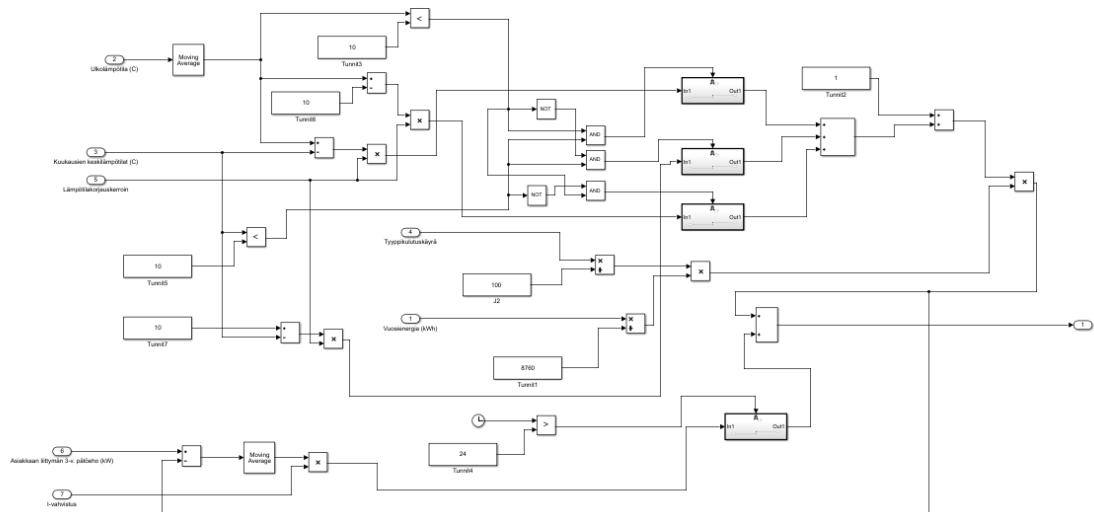 <
10
Tunnit3
2
Moving
Average
Ulkolämpötila (C)
10
Tunnit6
1
Tunnit2
A
In1
Out1
NOT
AND
3
Kuukausien keskilämpötilat (C)
5
Lämpötilakorjauskerroin
AND
A
In1
Out1
NOT
AND
A
In1
Out1
<
4
Tyyppikulutuskäyrä
10
Tunnit5
100
J2
10
Tunnit7
1
Vuosienergia (kWh)
1
8760
Tunnit1
>
A
In1
Out1
24
Tunnit4
6
Asiakkaan liittymän 3-v. pätöeho (kW)
Moving
Average
7
I-vahvistus